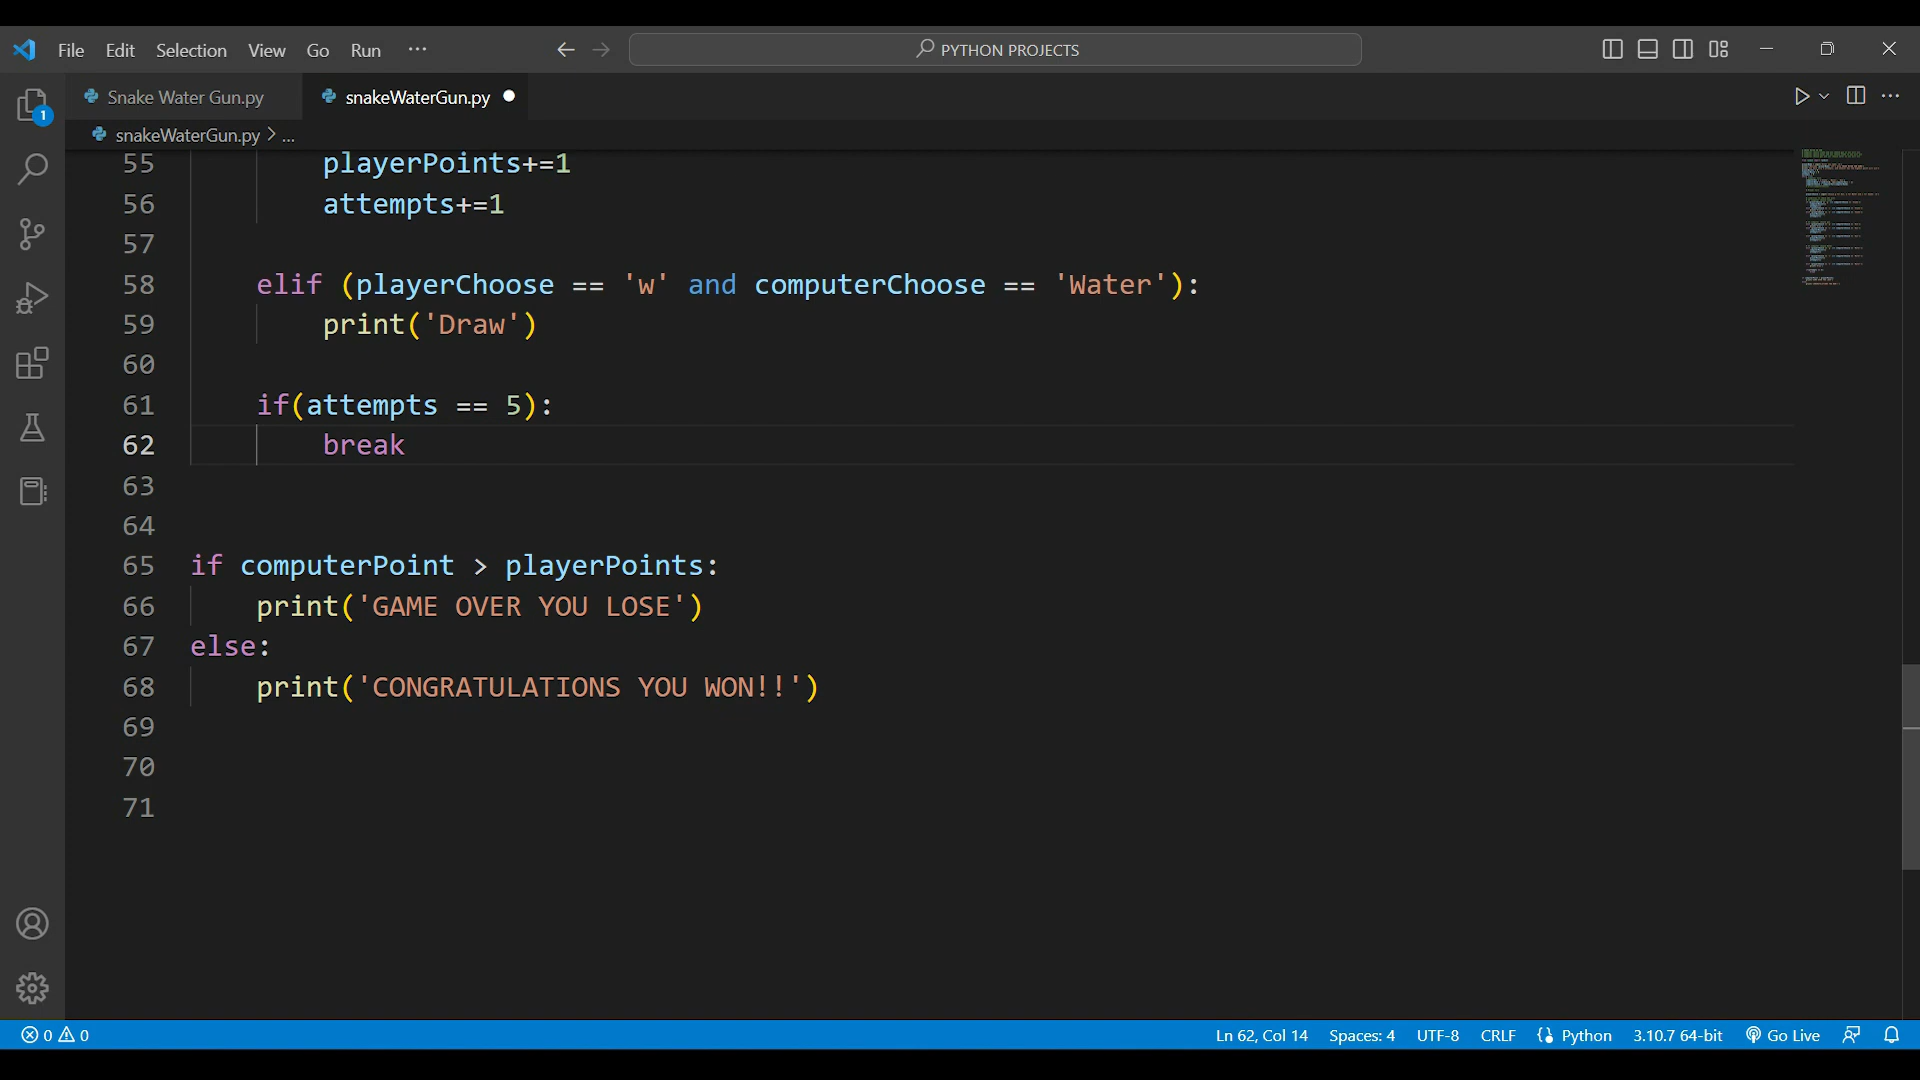 File Edit Selection View Go Run ··· PYTHON PROJECTS
Snake Water Gun.py snakeWaterGun.py
1
snakeWaterGun.py > ...
55 playerPoints+=1
56 attempts+=1
57
58 elif (playerChoose == 'w' and computerChoose == 'Water'):
59 print('Draw')
60
61 if(attempts == 5):
62 break
63
64
65 if computerPoint > playerPoints:
66 print('GAME OVER YOU LOSE')
67 else:
68 print('CONGRATULATIONS YOU WON!!')
69
70
71
0 0 Ln 62, Col 14 Spaces: 4 UTF-8 CRLF Python 3.10.7 64-bit Go Live